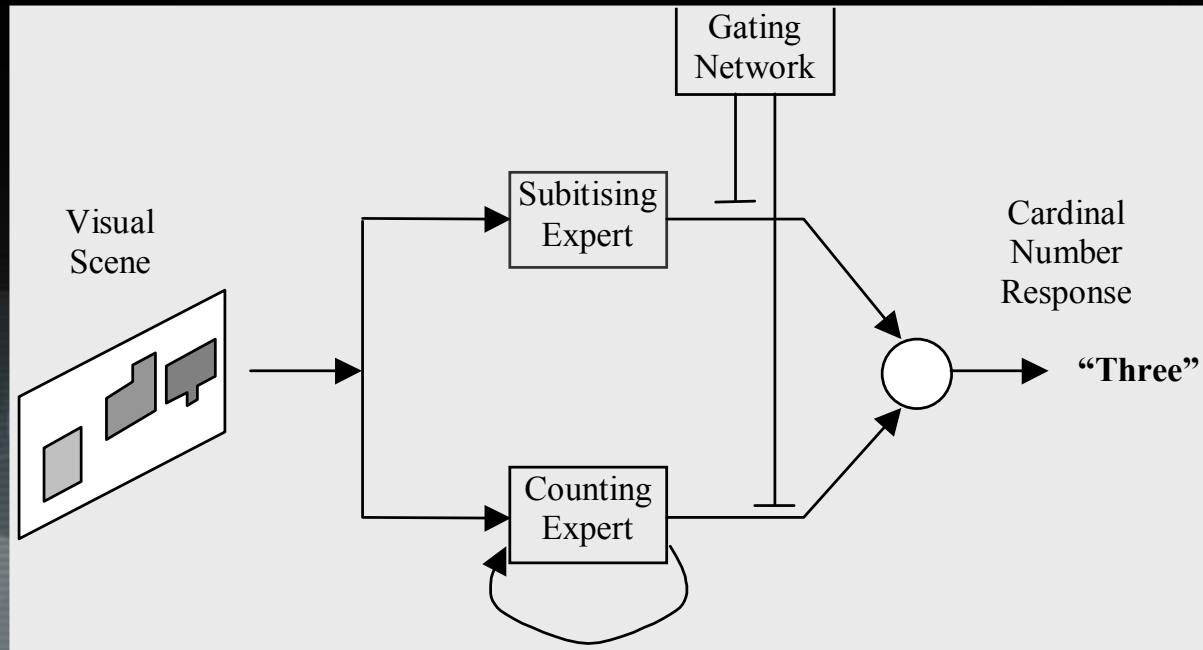 Gating
Network
Visual
Scene
Subitising
Expert
Cardinal
Number
Response
“Three”
Counting
Expert